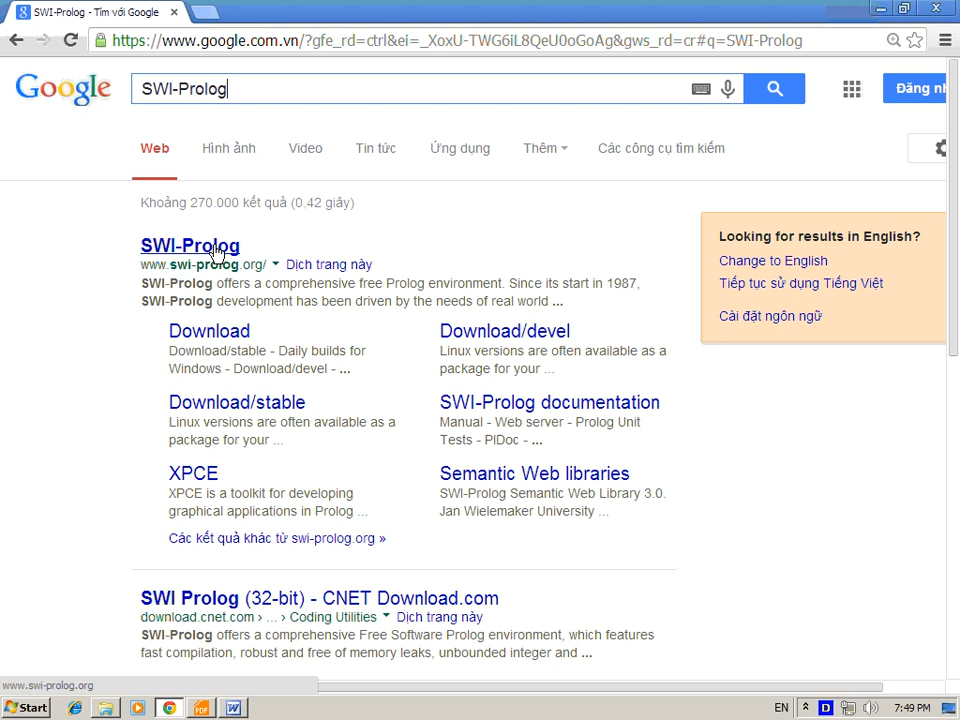 SWI-Prolog - Tìm với Google
https://www.google.com.vn/?gfe_rd=ctrl&ei=_XoxU-TWG6iL8QeU0oGoAg&gws_rd=cr#q=SWI-Prolog
Google
SWI-Prolog
Đăng nh
Web Hình ảnh Video Tin tức Ứng dụng Thêm Các công cụ tìm kiếm
Khoảng 270.000 kết quả (0,42 giây)
SWI-Prolog
www.swi-prolog.org/ Dịch trang này
SWI-Prolog offers a comprehensive free Prolog environment. Since its start in 1987,
SWI-Prolog development has been driven by the needs of real world ...
Download
Download/stable - Daily builds for
Windows - Download/devel - ...
Download/devel
Linux versions are often available as a
package for your ...
Download/stable
Linux versions are often available as a
package for your ...
SWI-Prolog documentation
Manual - Web server - Prolog Unit
Tests - PlDoc - ...
XPCE
XPCE is a toolkit for developing
graphical applications in Prolog ...
Semantic Web libraries
SWI-Prolog Semantic Web Library 3.0.
Jan Wielemaker University ...
Các kết quả khác từ swi-prolog.org »
SWI Prolog (32-bit) - CNET Download.com
download.cnet.com › ... › Coding Utilities Dịch trang này
SWI-Prolog offers a comprehensive Free Software Prolog environment, which features
fast compilation, robust and free of memory leaks, unbounded integer and ...
Looking for results in English?
Change to English
Tiếp tục sử dụng Tiếng Việt
Cài đặt ngôn ngữ
www.swi-prolog.org
Start
EN
7:49 PM